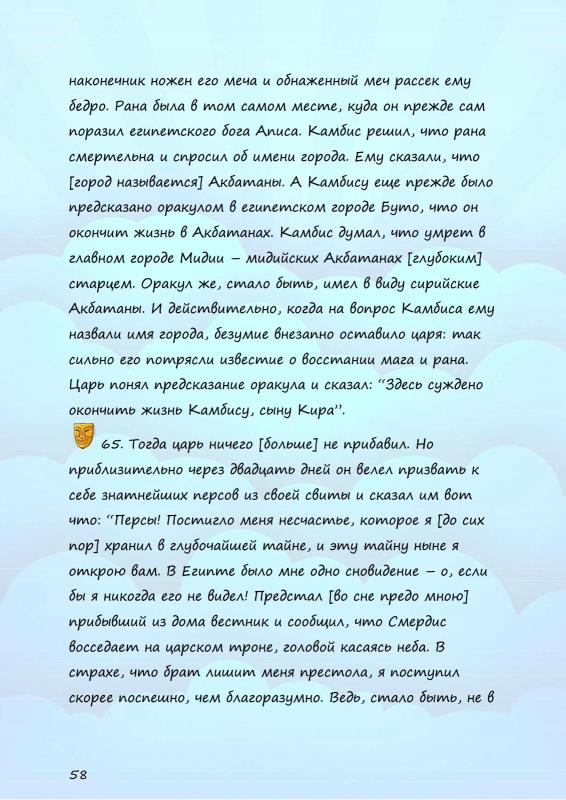 наконечник ножен его меча и обнаженный меч рассек ему
бедро. Рана была в том самом месте, куда он прежде сам
поразил египетского бога Аписа. Камбис решил, что рана
смертельна и спросил об имени города. Ему сказали, что
[город называется] Акбатаны. А Камбису еще прежде было
предсказано оракулом в египетском городе Буто, что он
окончит жизнь в Акбатанах. Камбис думал, что умрет в
главном городе Мидии – мидийских Акбатанах [глубоким]
старцем. Оракул же, стало быть, имел в виду сирийские
Акбатаны. И действительно, когда на вопрос Камбиса ему
назвали имя города, безумие внезапно оставило царя: так
сильно его потрясли известие о восстании мага и рана.
Царь понял предсказание оракула и сказал: “Здесь суждено
окончить жизнь Камбису, сыну Кира”.
65. Тогда царь ничего [больше] не прибавил. Но
приблизительно через двадцать дней он велел призвать к
себе знатнейших персов из своей свиты и сказал им вот
что: “Персы! Постигло меня несчастье, которое я [до сих
пор] хранил в глубочайшей тайне, и эту тайну ныне я
открою вам. В Египте было мне одно сновидение – о, если
бы я никогда его не видел! Предстал [во сне предо мною]
прибывший из дома вестник и сообщил, что Смердис
восседает на царском троне, головой касаясь неба. В
страхе, что брат лишит меня престола, я поступил
скорее поспешно, чем благоразумно. Ведь, стало быть, не в
58